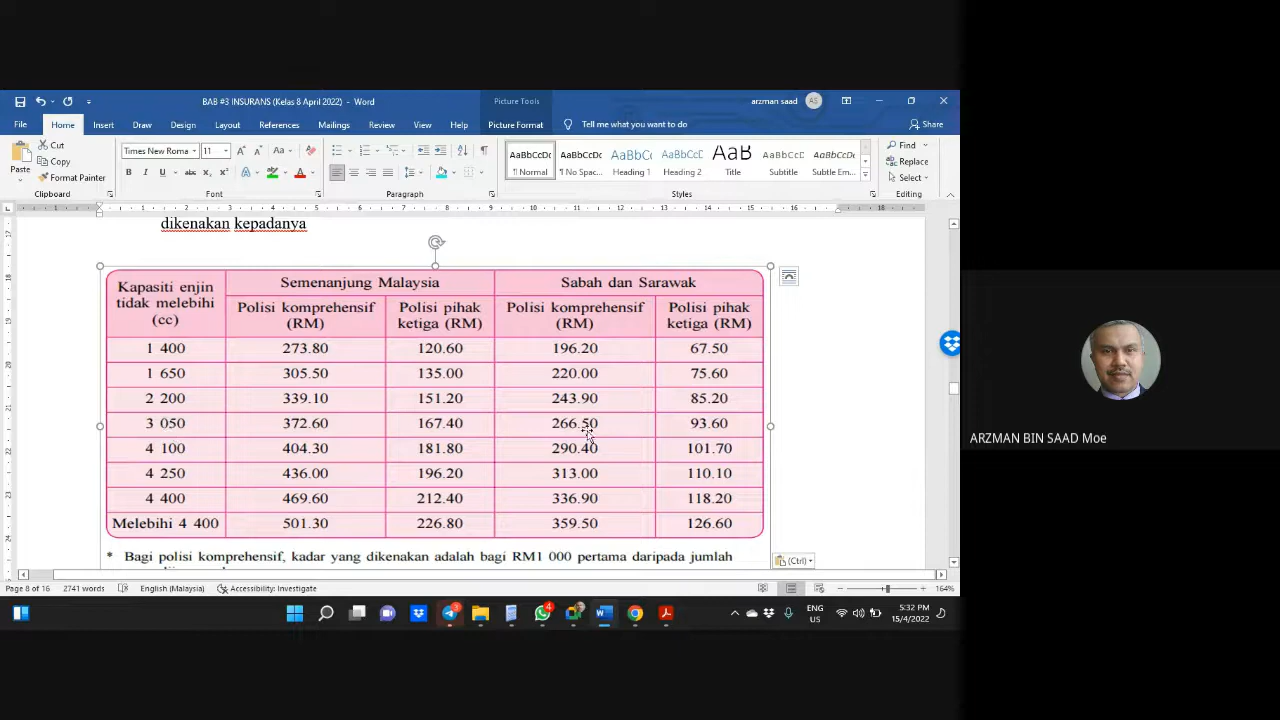 BAB #3 INSURANS (Kelas 8 April 2022) - Word
Picture Tools
arzman saad
AS
File
Home
Insert
Draw
Design
Layout
References
Mailings
Review
View
Help
Picture Format
Tell me what you want to do
Share
Paste
Cut
Copy
Format Painter
Clipboard
Times New Roma
11
Font
Paragraph
AaBbCcDc
¶ Normal
AaBbCcDc
¶ No Spac...
AaBbCc
Heading 1
AaBbCcD
Heading 2
AaB
Title
AaBbCcD
Subtitle
AaBbCcDc
Subtle Em...
Styles
Find
Replace
Select
Editing
dikenakan kepadanya
Kapasiti enjin tidak melebihi (cc)
Semenanjung Malaysia
Sabah dan Sarawak
Polisi komprehensif (RM)
Polisi pihak ketiga (RM)
Polisi komprehensif (RM)
Polisi pihak ketiga (RM)
1 400 273.80 120.60 196.20 67.50
1 650 305.50 135.00 220.00 75.60
2 200 339.10 151.20 243.90 85.20
3 050 372.60 167.40 266.50 93.60
4 100 404.30 181.80 290.40 101.70
4 250 436.00 196.20 313.00 110.10
4 400 469.60 212.40 336.90 118.20
Melebihi 4 400 501.30 226.80 359.50 126.60
* Bagi polisi komprehensif, kadar yang dikenakan adalah bagi RM1 000 pertama daripada jumlah
(Ctrl)
Page 8 of 16
2741 words
English (Malaysia)
Accessibility: Investigate
164%
ENG
US
5:32 PM
15/4/2022
ARZMAN BIN SAAD Moe